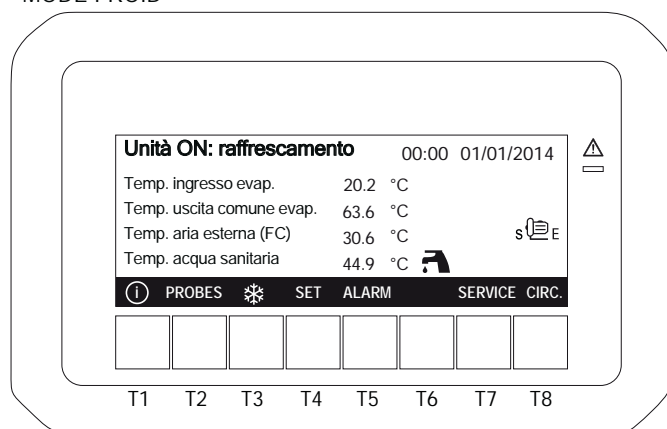 Unità ON: raffrescamento 00:00 01/01/2014
Temp. ingresso evap. 20.2 °C
Temp. uscita comune evap. 63.6 °C
Temp. aria esterna (FC) 30.6 °C
S E
Temp. acqua sanitaria 44.9 °C
i PROBES SET ALARM SERVICE CIRC.
T1 T2 T3 T4 T5 T6 T7 T8